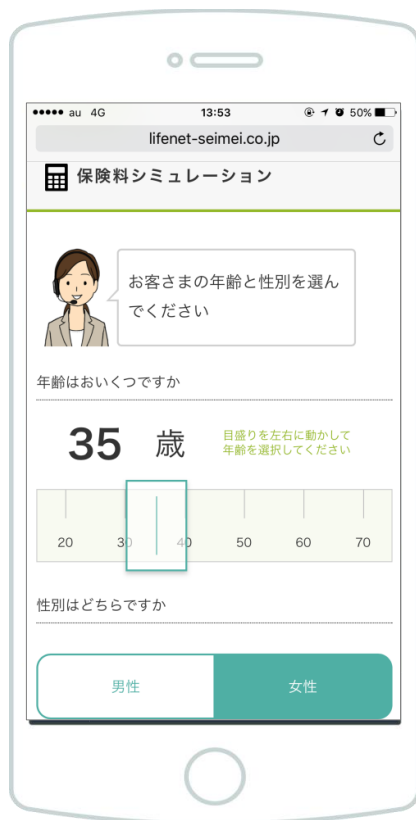 ●●●●● au 4G 13:53 50%
lifenet-seimei.co.jp
保険料シミュレーション
お客さまの年齢と性別を選ん
でください
年齢はおいくつですか
35 歳
目盛りを左右に動かして
年齢を選択してください
20 30 40 50 60 70
性別はどちらですか
男性 女性